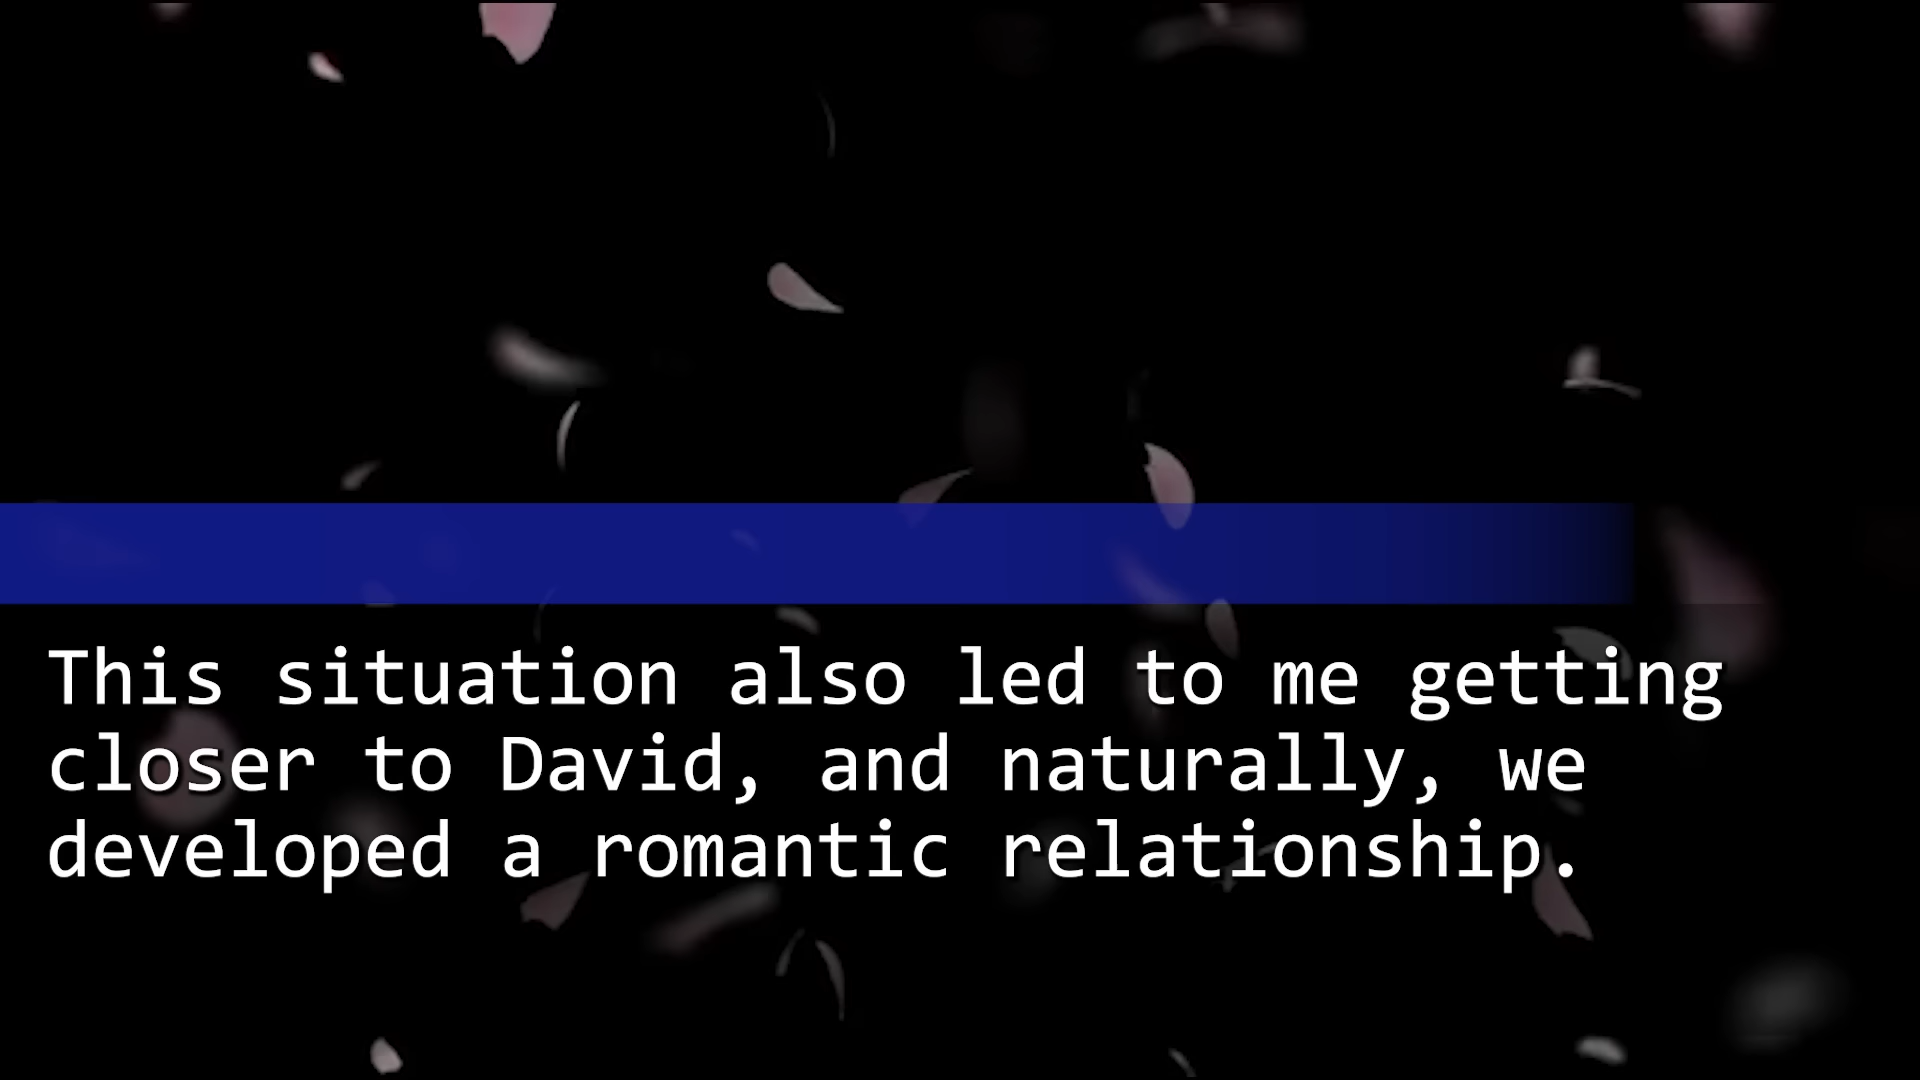 This situation also led to me getting
closer to David, and naturally, we
developed a romantic relationship.